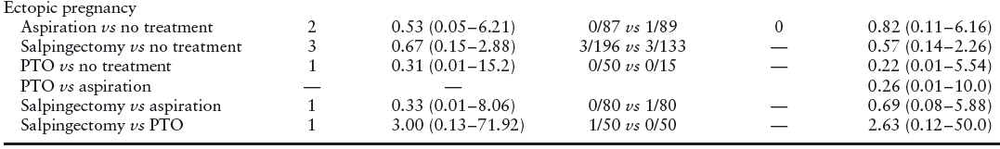 Ectopic pregnancy
Aspiration vs no treatment 2 0.53 (0.05–6.21) 0/87 vs 1/89 0 0.82 (0.11–6.16)
Salpingectomy vs no treatment 3 0.67 (0.15–2.88) 3/196 vs 3/133 — 0.57 (0.14–2.26)
PTO vs no treatment 1 0.31 (0.01–15.2) 0/50 vs 0/15 — 0.22 (0.01–5.54)
PTO vs aspiration — — 0.26 (0.01–10.0)
Salpingectomy vs aspiration 1 0.33 (0.01–8.06) 0/80 vs 1/80 — 0.69 (0.08–5.88)
Salpingectomy vs PTO 1 3.00 (0.13–71.92) 1/50 vs 0/50 — 2.63 (0.12–50.0)